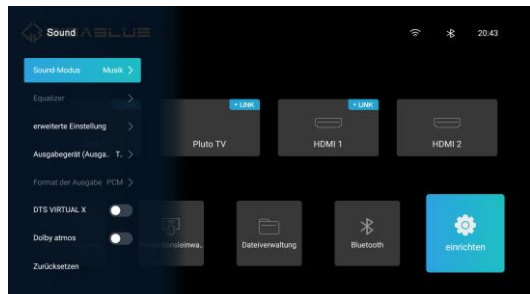 Sound
20:43
Sound-Modus Musik
Equalizer
erweiterte Einstellung
Ausgabegerät (Ausga.. T..
Format der Ausgabe PCM
DTS VIRTUAL X
Dolby atmos
Zurücksetzen
+ LINK
+ LINK
Pluto TV
HDMI 1
HDMI 2
Dateiverwaltung
Bluetooth
einrichten